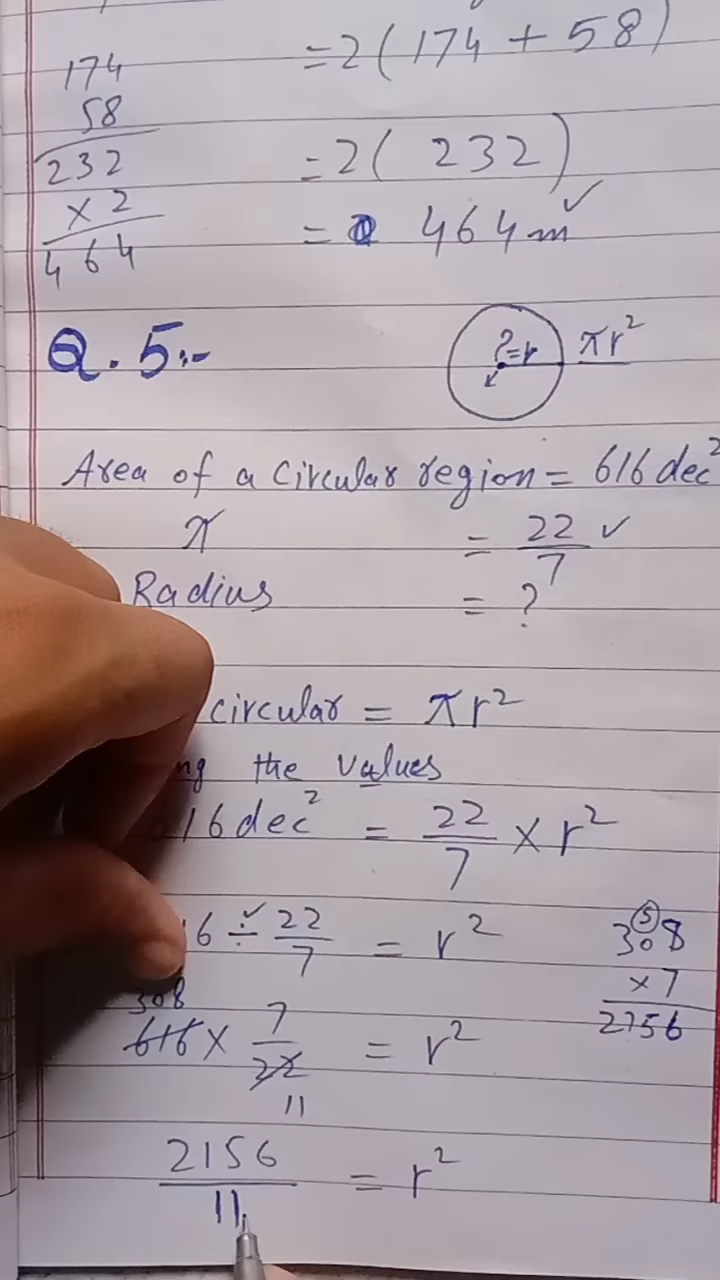 174
58
232
× 2
464
= 2 ( 174 + 58 )
= 2 ( 232 )
= 464 m
Q. 5:-
?=r πr²
Area of a Circular region = 616 dec²
π = 22/7 ✓
Radius = ?
circular = πr²
the values
616 dec² = 22/7 × r²
6 ÷ 22/7 = r²
308
616 × 7/22 = r²
11
5
308
× 7
2156
2156/11 = r²